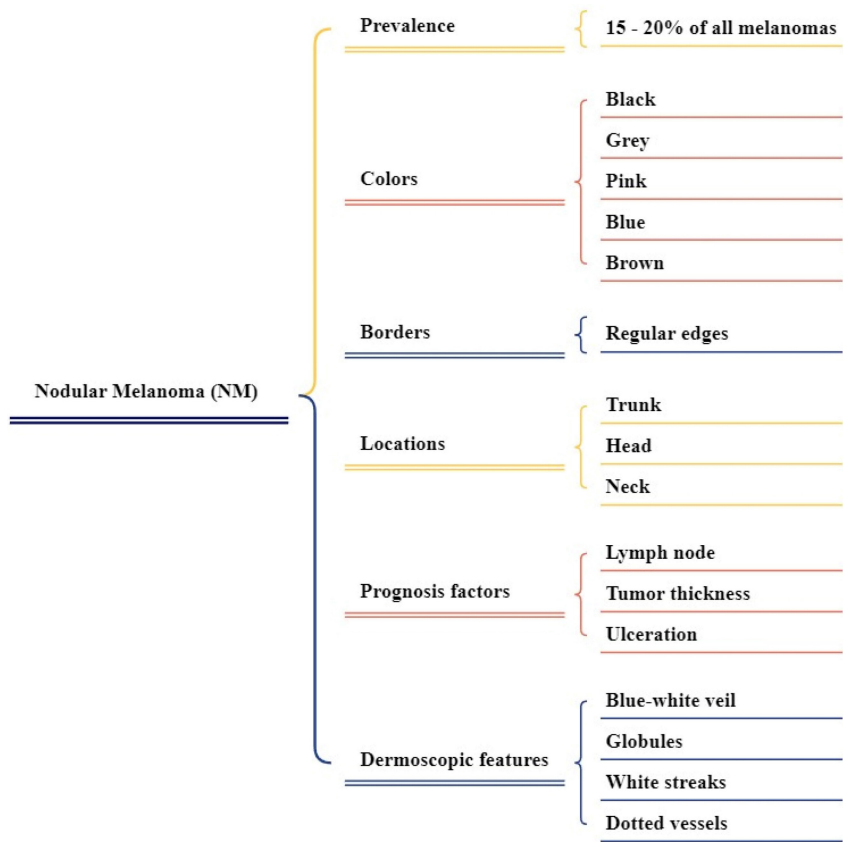 Nodular Melanoma (NM)
Prevalence
15 - 20% of all melanomas
Colors
Black
Grey
Pink
Blue
Brown
Borders
Regular edges
Locations
Trunk
Head
Neck
Prognosis factors
Lymph node
Tumor thickness
Ulceration
Dermoscopic features
Blue-white veil
Globules
White streaks
Dotted vessels